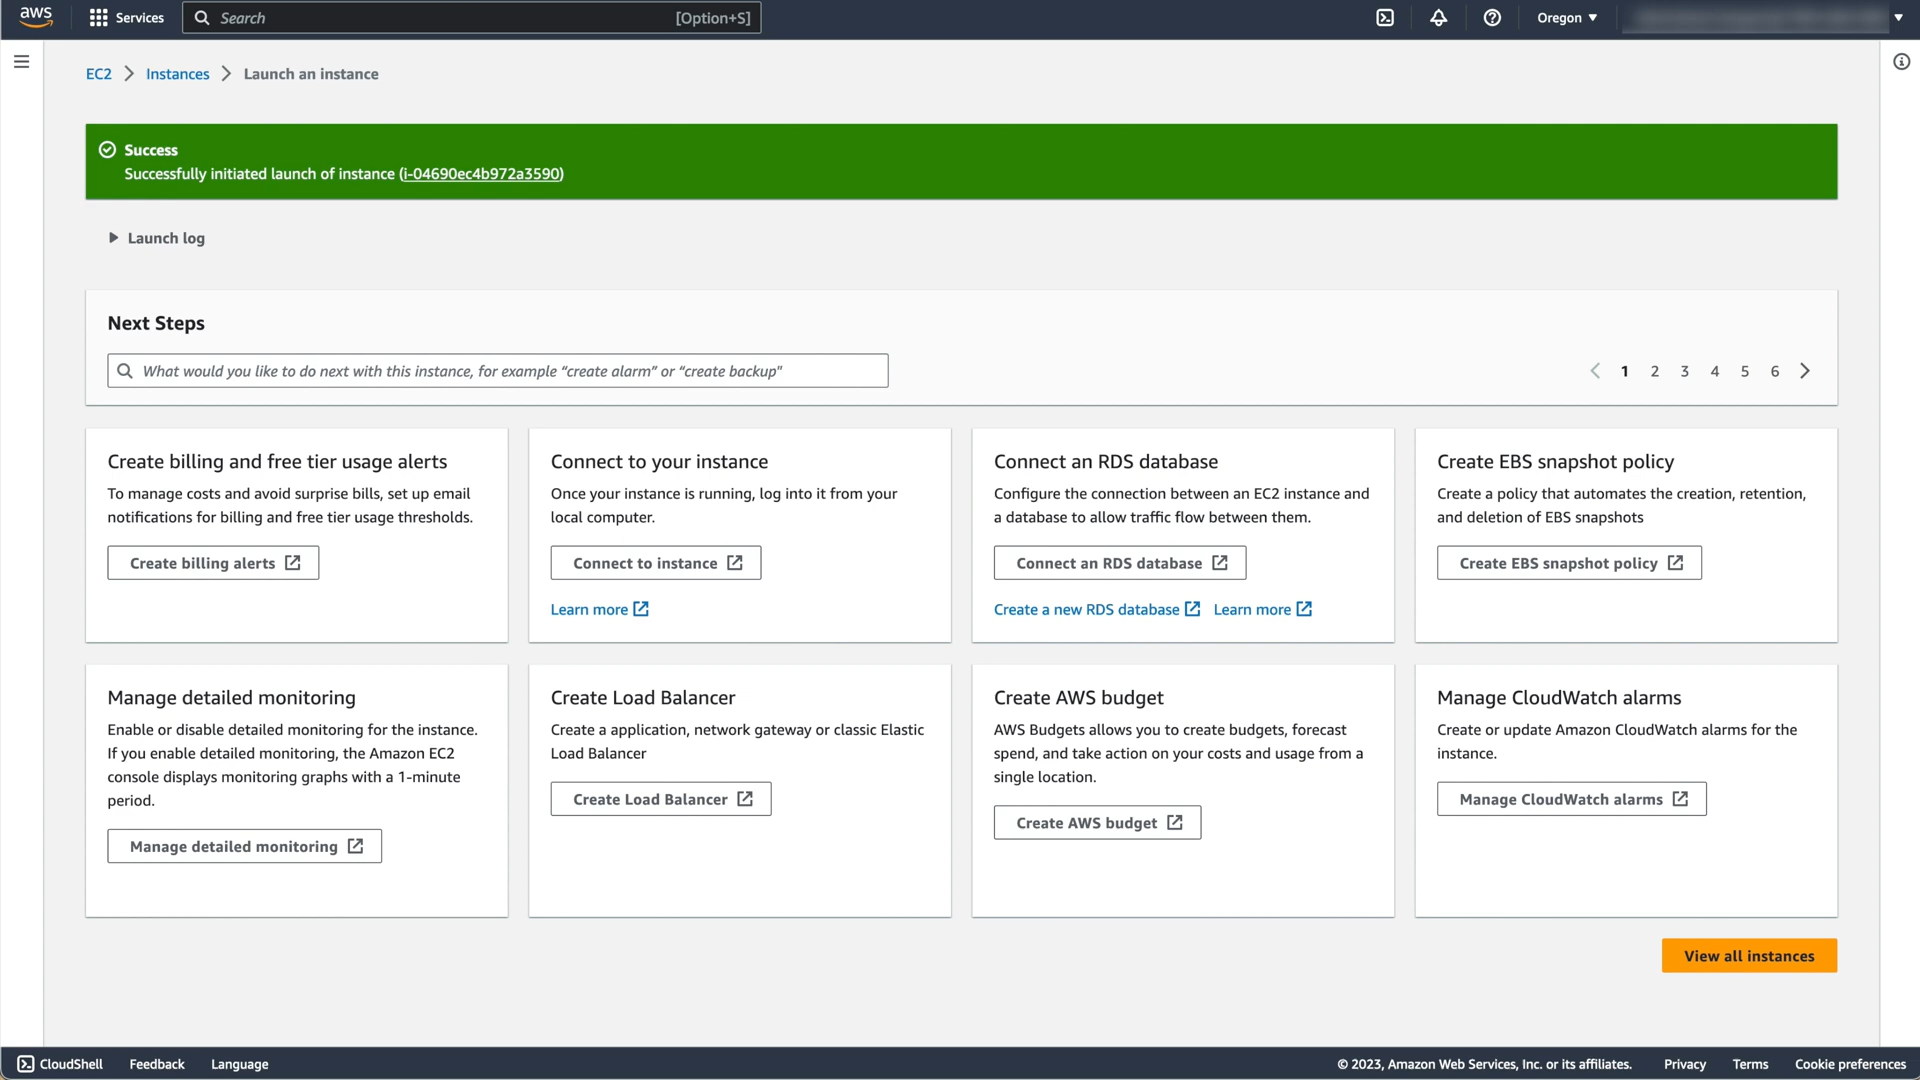 aws
Services
Search
[Option+S]
Oregon
EC2
Instances
Launch an instance
Success
Successfully initiated launch of instance (i-04690ec4b972a3590)
Launch log
Next Steps
What would you like to do next with this instance, for example “create alarm” or “create backup”
1 2 3 4 5 6
Create billing and free tier usage alerts
To manage costs and avoid surprise bills, set up email
notifications for billing and free tier usage thresholds.
Create billing alerts
Connect to your instance
Once your instance is running, log into it from your
local computer.
Connect to instance
Learn more
Connect an RDS database
Configure the connection between an EC2 instance and
a database to allow traffic flow between them.
Connect an RDS database
Create a new RDS database
Learn more
Create EBS snapshot policy
Create a policy that automates the creation, retention,
and deletion of EBS snapshots
Create EBS snapshot policy
Manage detailed monitoring
Enable or disable detailed monitoring for the instance.
If you enable detailed monitoring, the Amazon EC2
console displays monitoring graphs with a 1-minute
period.
Manage detailed monitoring
Create Load Balancer
Create a application, network gateway or classic Elastic
Load Balancer
Create Load Balancer
Create AWS budget
AWS Budgets allows you to create budgets, forecast
spend, and take action on your costs and usage from a
single location.
Create AWS budget
Manage CloudWatch alarms
Create or update Amazon CloudWatch alarms for the
instance.
Manage CloudWatch alarms
View all instances
CloudShell
Feedback
Language
© 2023, Amazon Web Services, Inc. or its affiliates.
Privacy
Terms
Cookie preferences